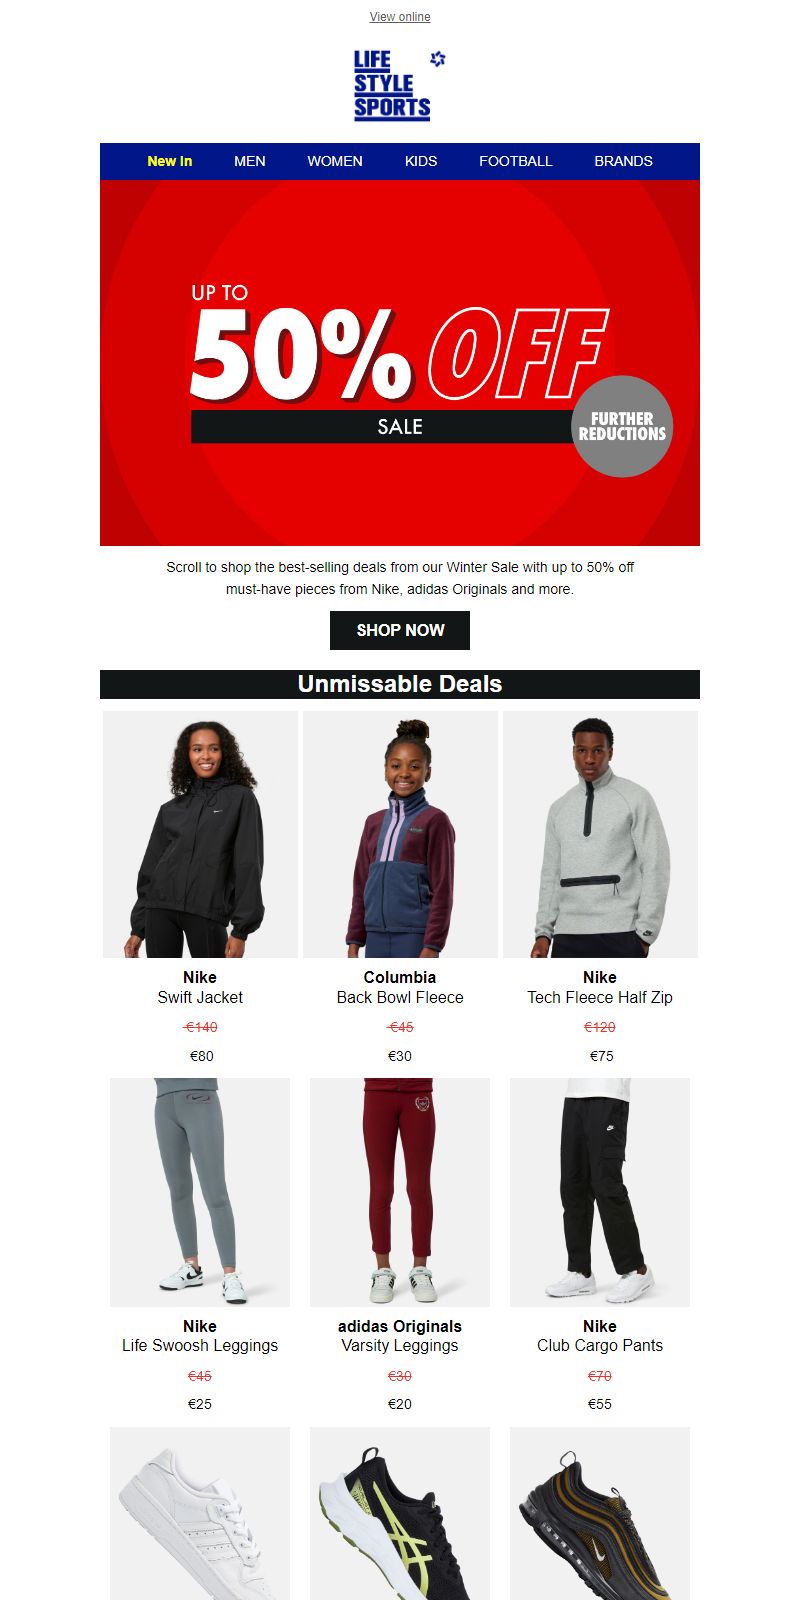 View online
LIFE
STYLE
SPORTS
New In MEN WOMEN KIDS FOOTBALL BRANDS
UP TO
50% OFF
SALE
FURTHER
REDUCTIONS
Scroll to shop the best-selling deals from our Winter Sale with up to 50% off
must-have pieces from Nike, adidas Originals and more.
SHOP NOW
Unmissable Deals
Nike Columbia Nike
Swift Jacket Back Bowl Fleece Tech Fleece Half Zip
€140 €45 €120
€80 €30 €75
Nike adidas Originals Nike
Life Swoosh Leggings Varsity Leggings Club Cargo Pants
€45 €30 €70
€25 €20 €55